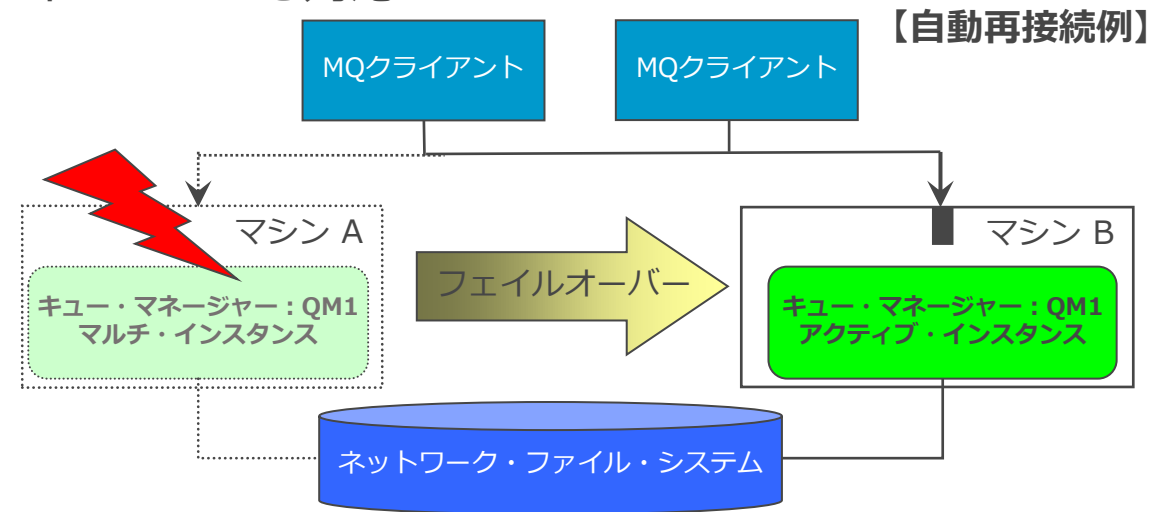 【自動再接続例】
MQクライアント
MQクライアント
マシン A
マシン B
フェイルオーバー
キュー・マネージャー：QM1
マルチ・インスタンス
キュー・マネージャー：QM1
アクティブ・インスタンス
ネットワーク・ファイル・システム